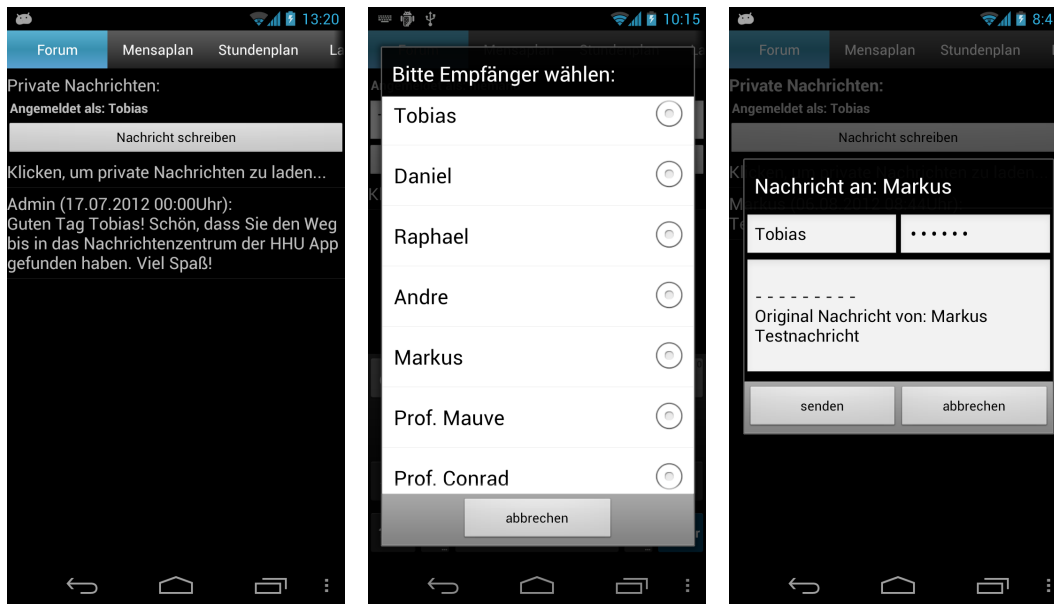 13:20
Forum Mensaplan Stundenplan La
Private Nachrichten:
Angemeldet als: Tobias
Nachricht schreiben
Klicken, um private Nachrichten zu laden...
Admin (17.07.2012 00:00Uhr):
Guten Tag Tobias! Schön, dass Sie den Weg
bis in das Nachrichtenzentrum der HHU App
gefunden haben. Viel Spaß!
10:15
Bitte Empfänger wählen:
Tobias
Daniel
Raphael
Andre
Markus
Prof. Mauve
Prof. Conrad
abbrechen
8:4
Forum Mensaplan Stundenplan
Private Nachrichten:
Angemeldet als: Tobias
Nachricht schreiben
Nachricht an: Markus
Tobias ••••••
- - - - - - - - -
Original Nachricht von: Markus
Testnachricht
senden abbrechen